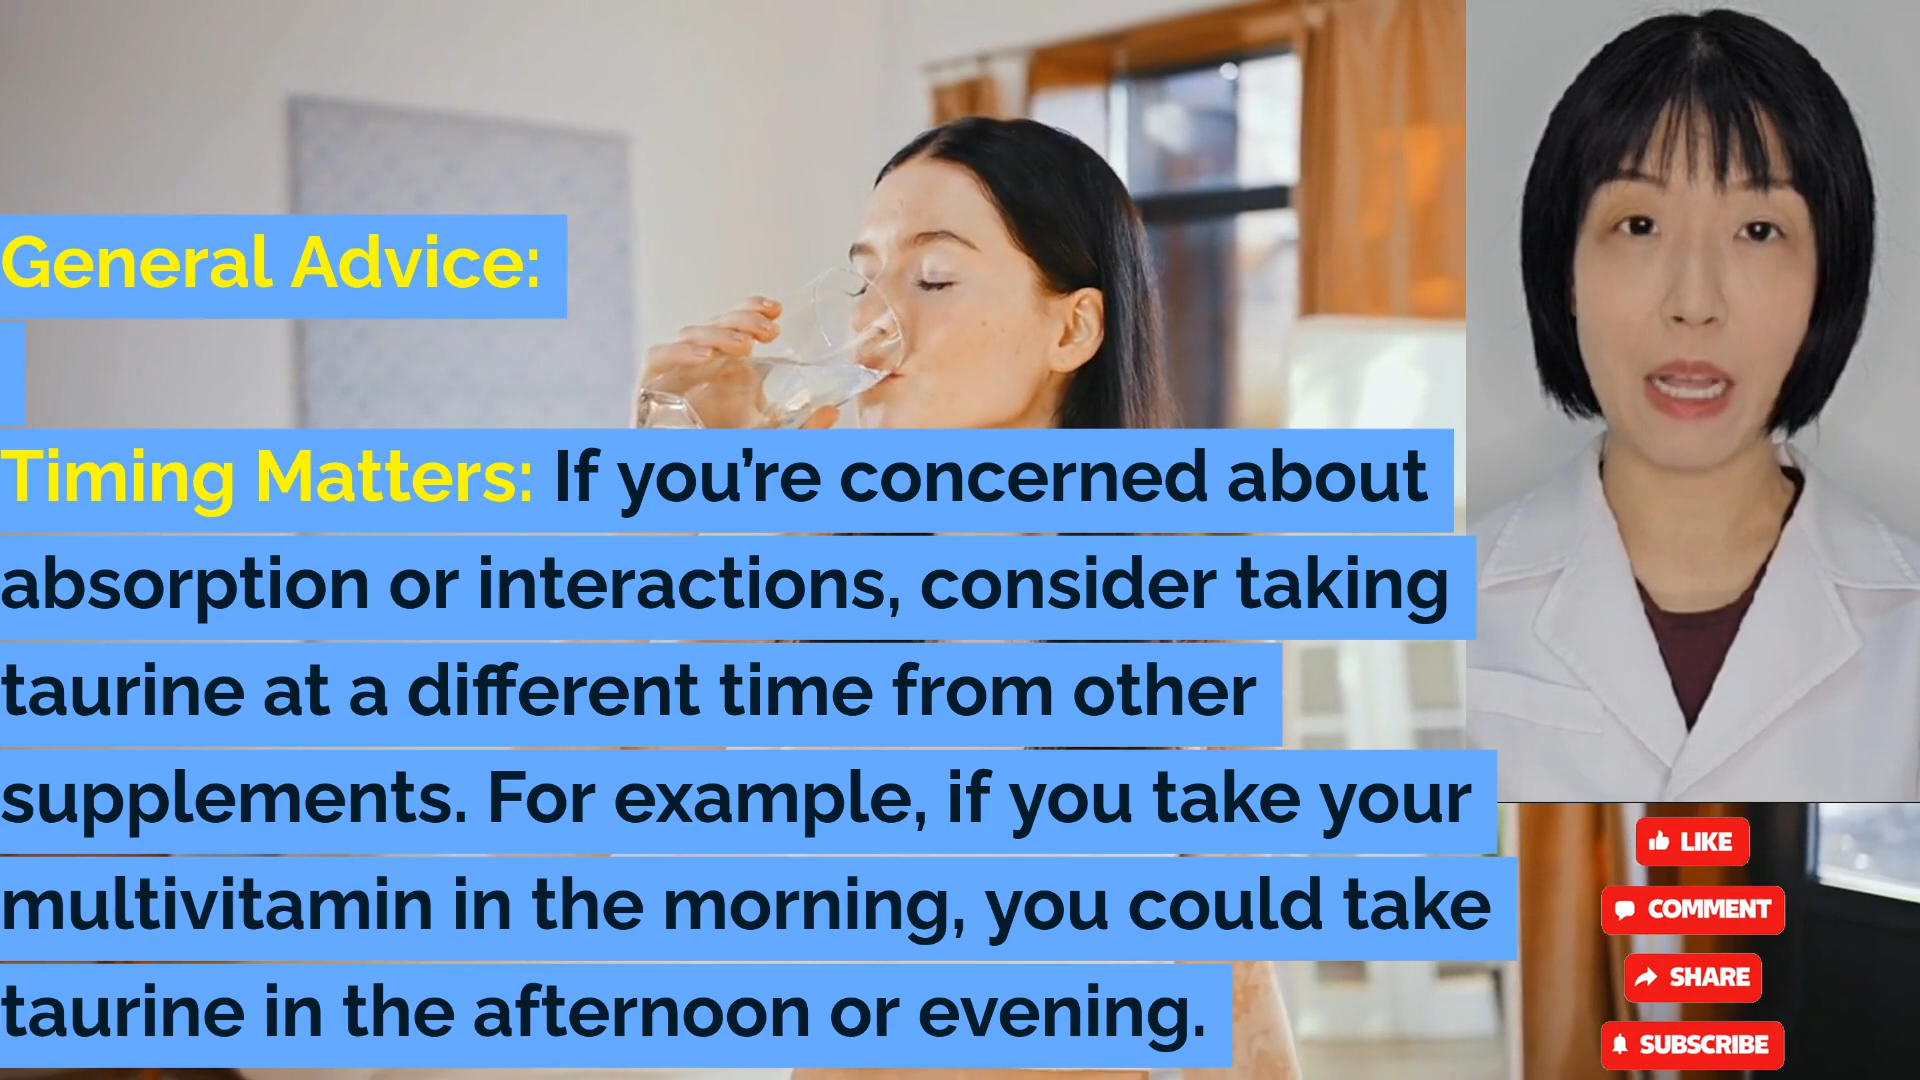 General Advice:
Timing Matters: If you’re concerned about
absorption or interactions, consider taking
taurine at a different time from other
supplements. For example, if you take your
multivitamin in the morning, you could take
taurine in the afternoon or evening.
LIKE
COMMENT
SHARE
SUBSCRIBE